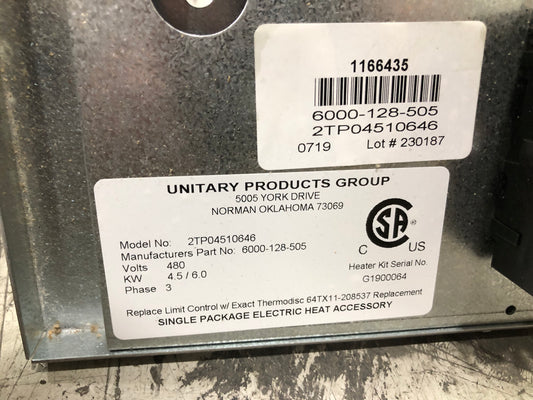 1166435
6000-128-505
2TP04510646
0719 Lot # 230187
UNITARY PRODUCTS GROUP
5005 YORK DRIVE
NORMAN OKLAHOMA 73069
Model No: 2TP04510646
Manufacturers Part No: 6000-128-505
Volts 480
KW 4.5 / 6.0
Phase 3
CSA
C US
Heater Kit Serial No.
G1900064
Replace Limit Control w/ Exact Thermodisc 64TX11-208537 Replacement
SINGLE PACKAGE ELECTRIC HEAT ACCESSORY